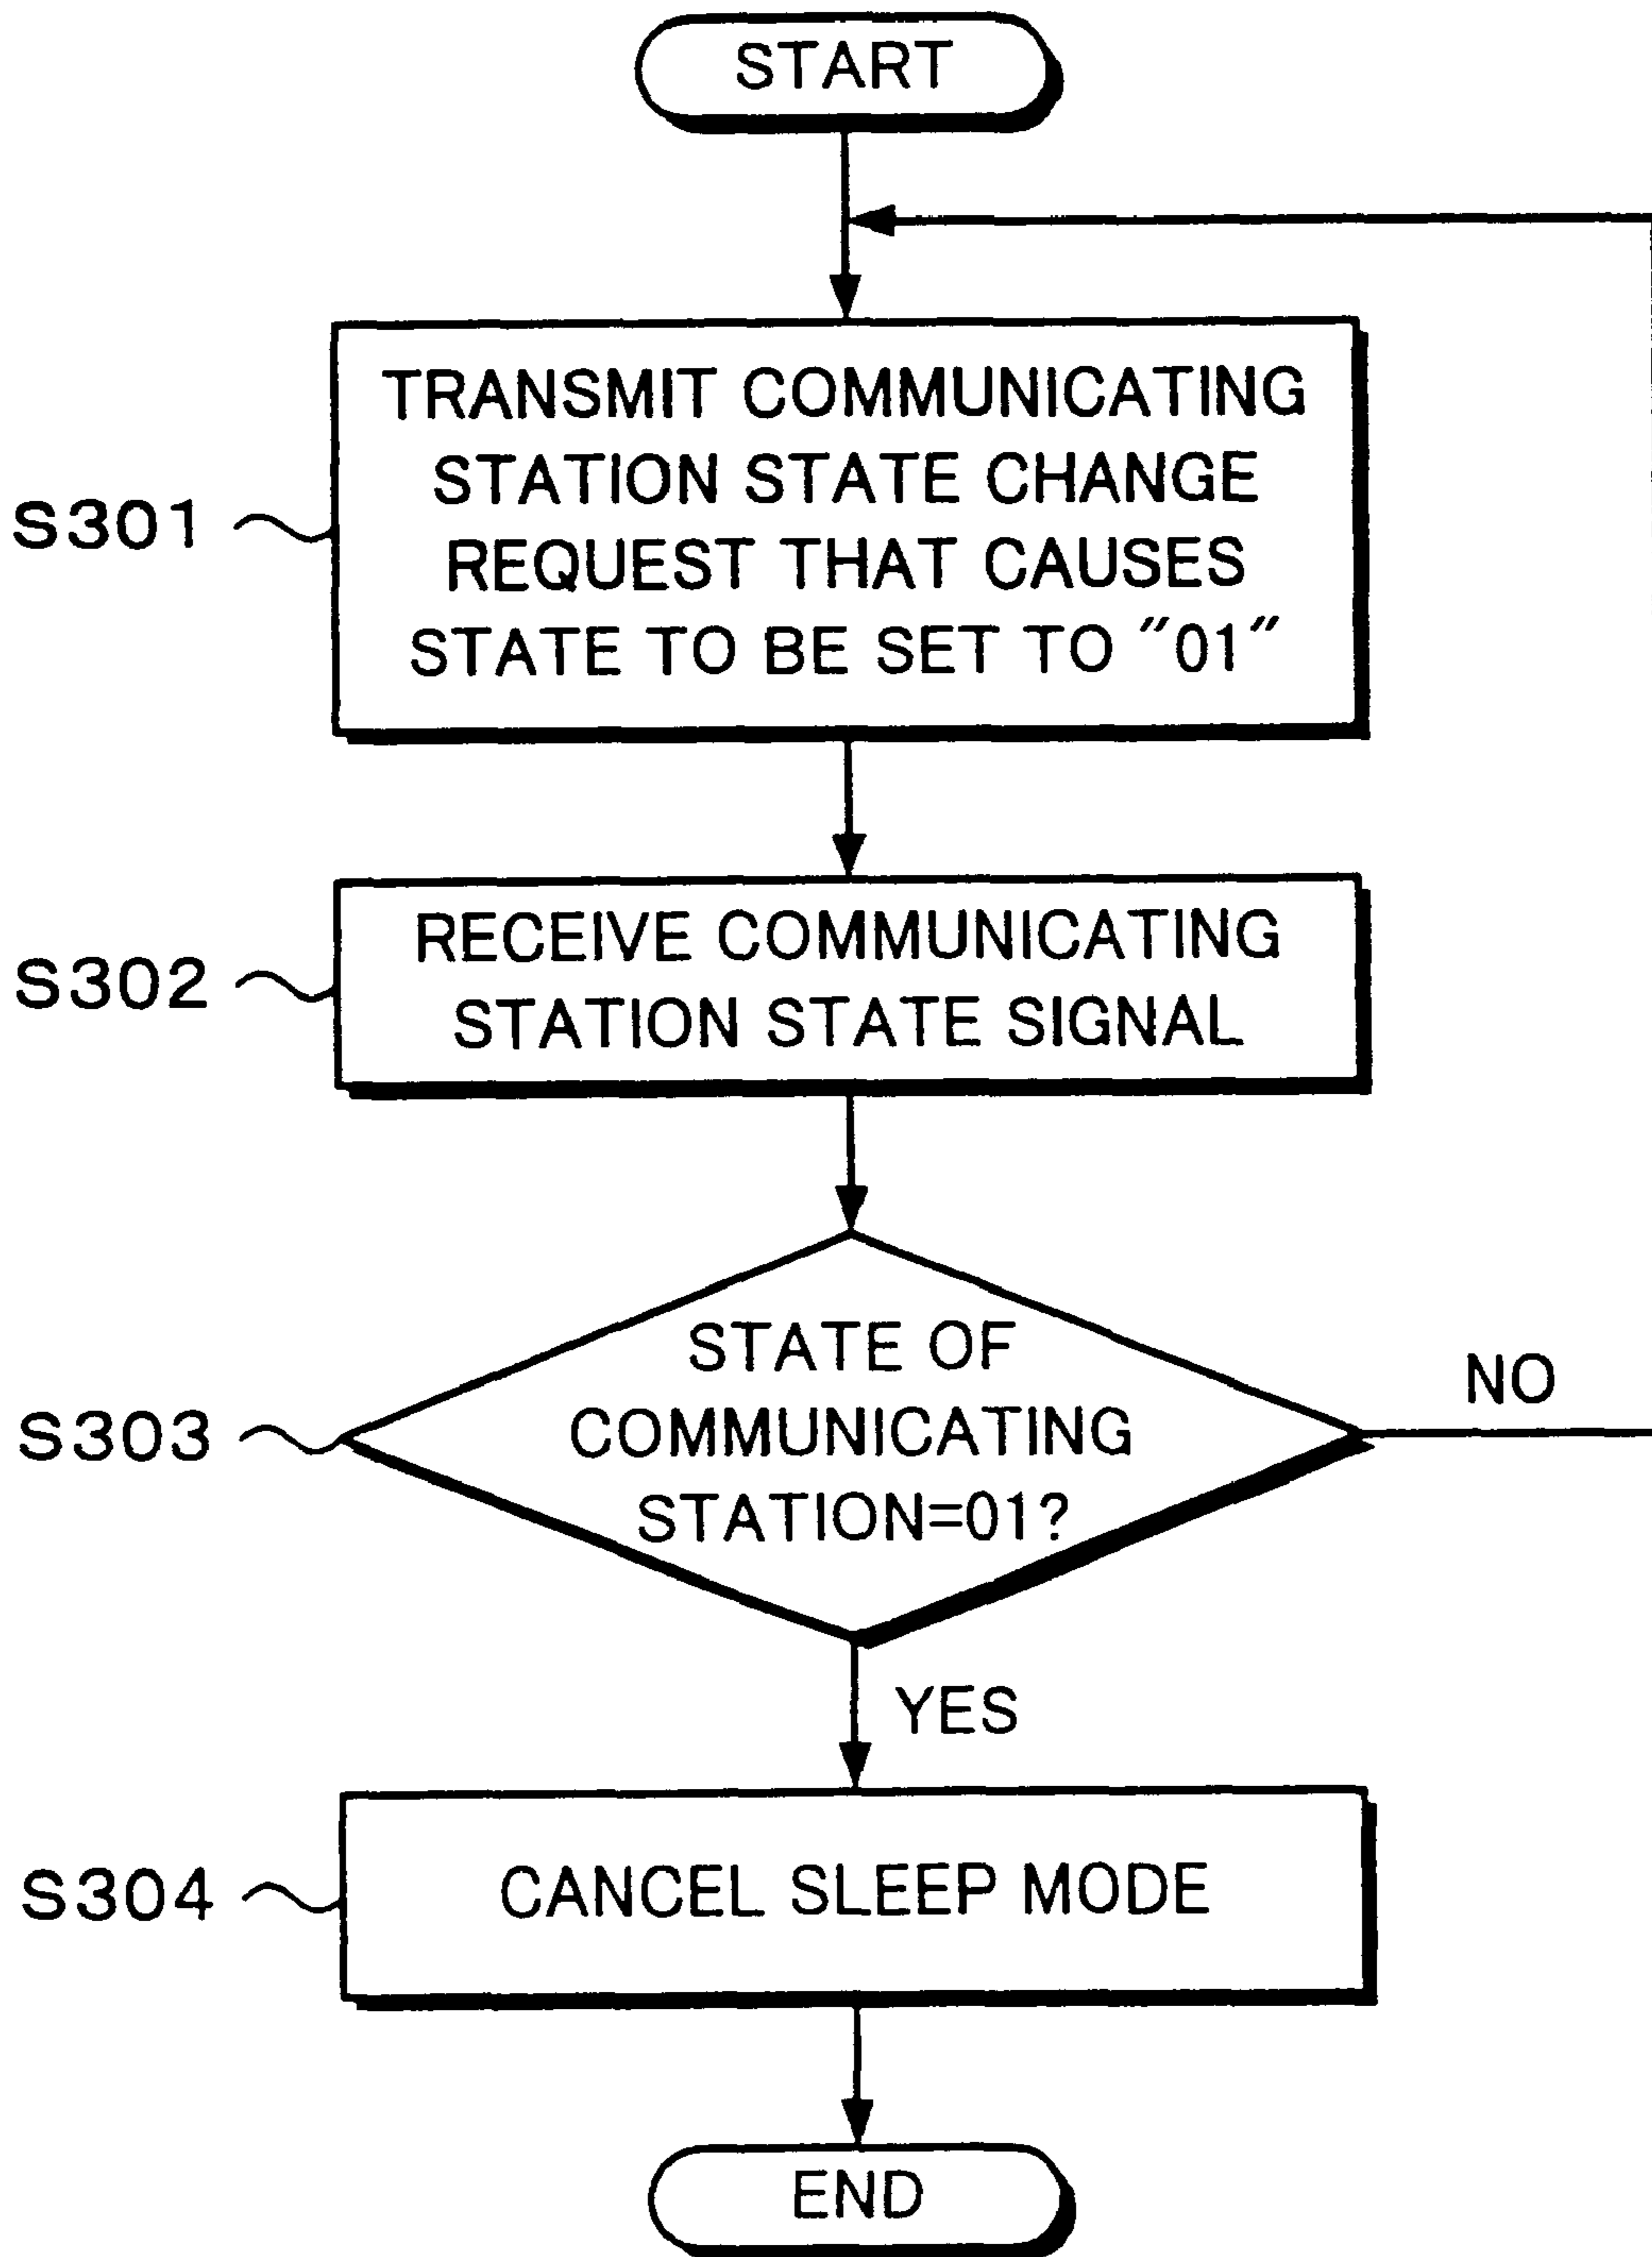 START
TRANSMIT COMMUNICATING
STATION STATE CHANGE
S301
REQUEST THAT CAUSES
STATE TO BE SET TO "01"
RECEIVE COMMUNICATING
S302
STATION STATE SIGNAL
STATE OF
NO
S303
COMMUNICATING
STATION=01?
YES
S304
CANCEL SLEEP MODE
END